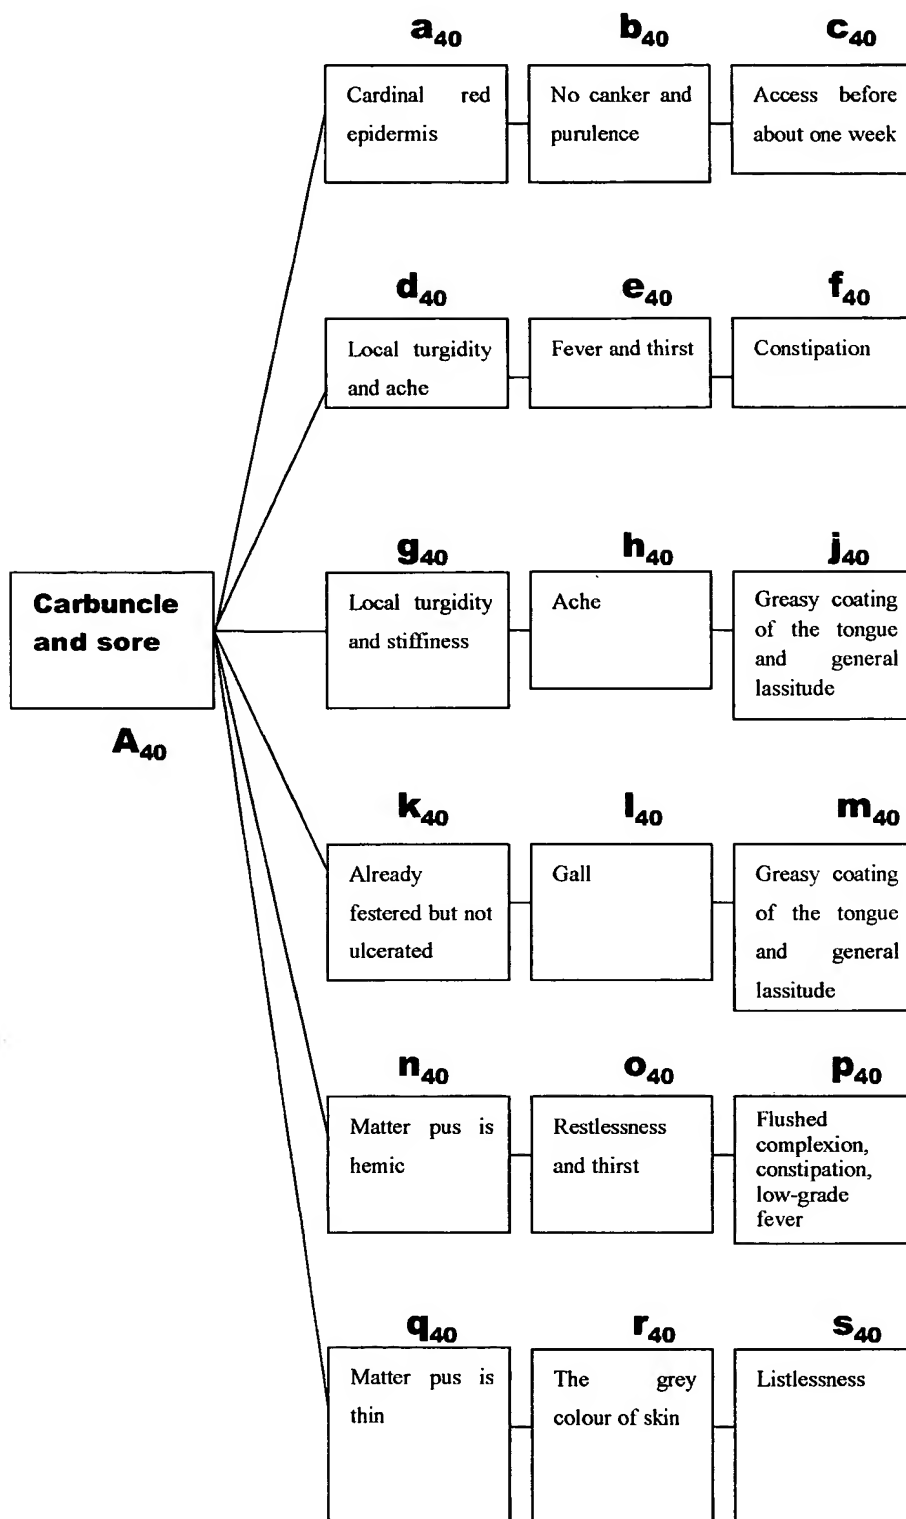 a40 b40 c40
Cardinal red
epidermis
No canker and
purulence
Access before
about one week
d40 e40 f40
Local turgidity
and ache
Fever and thirst
Constipation
g40 h40 j40
Local turgidity
and stiffiness
Ache
Greasy coating
of the tongue
and general
lassitude
Carbuncle
and sore
A40
k40 l40 m40
Already
festered but not
ulcerated
Gall
Greasy coating
of the tongue
and general
lassitude
n40 o40 p40
Matter pus is
hemic
Restlessness
and thirst
Flushed
complexion,
constipation,
low-grade
fever
q40 r40 s40
Matter pus is
thin
The grey
colour of skin
Listlessness